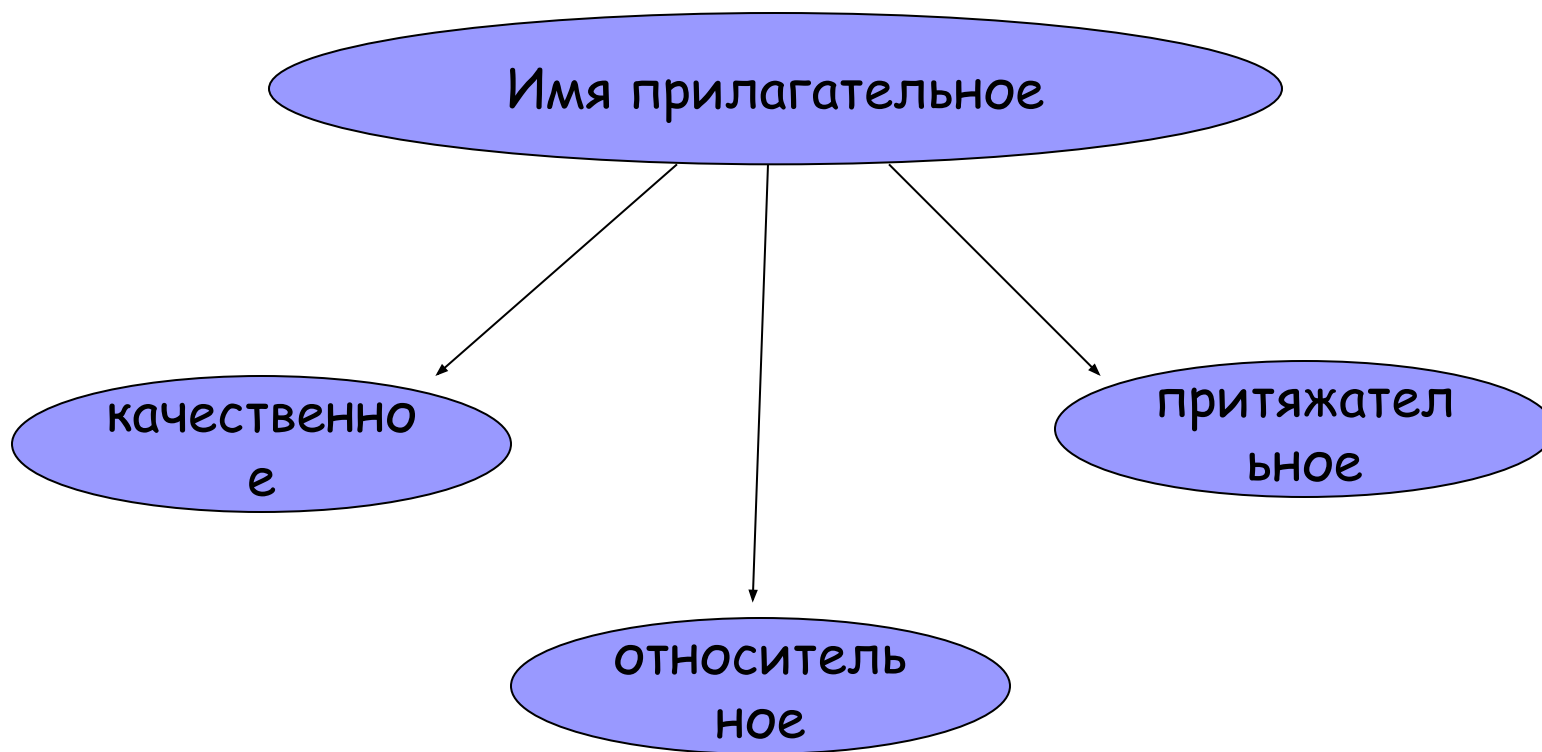 Имя прилагательное
качественно
е
притяжател
ьное
относитель
ное